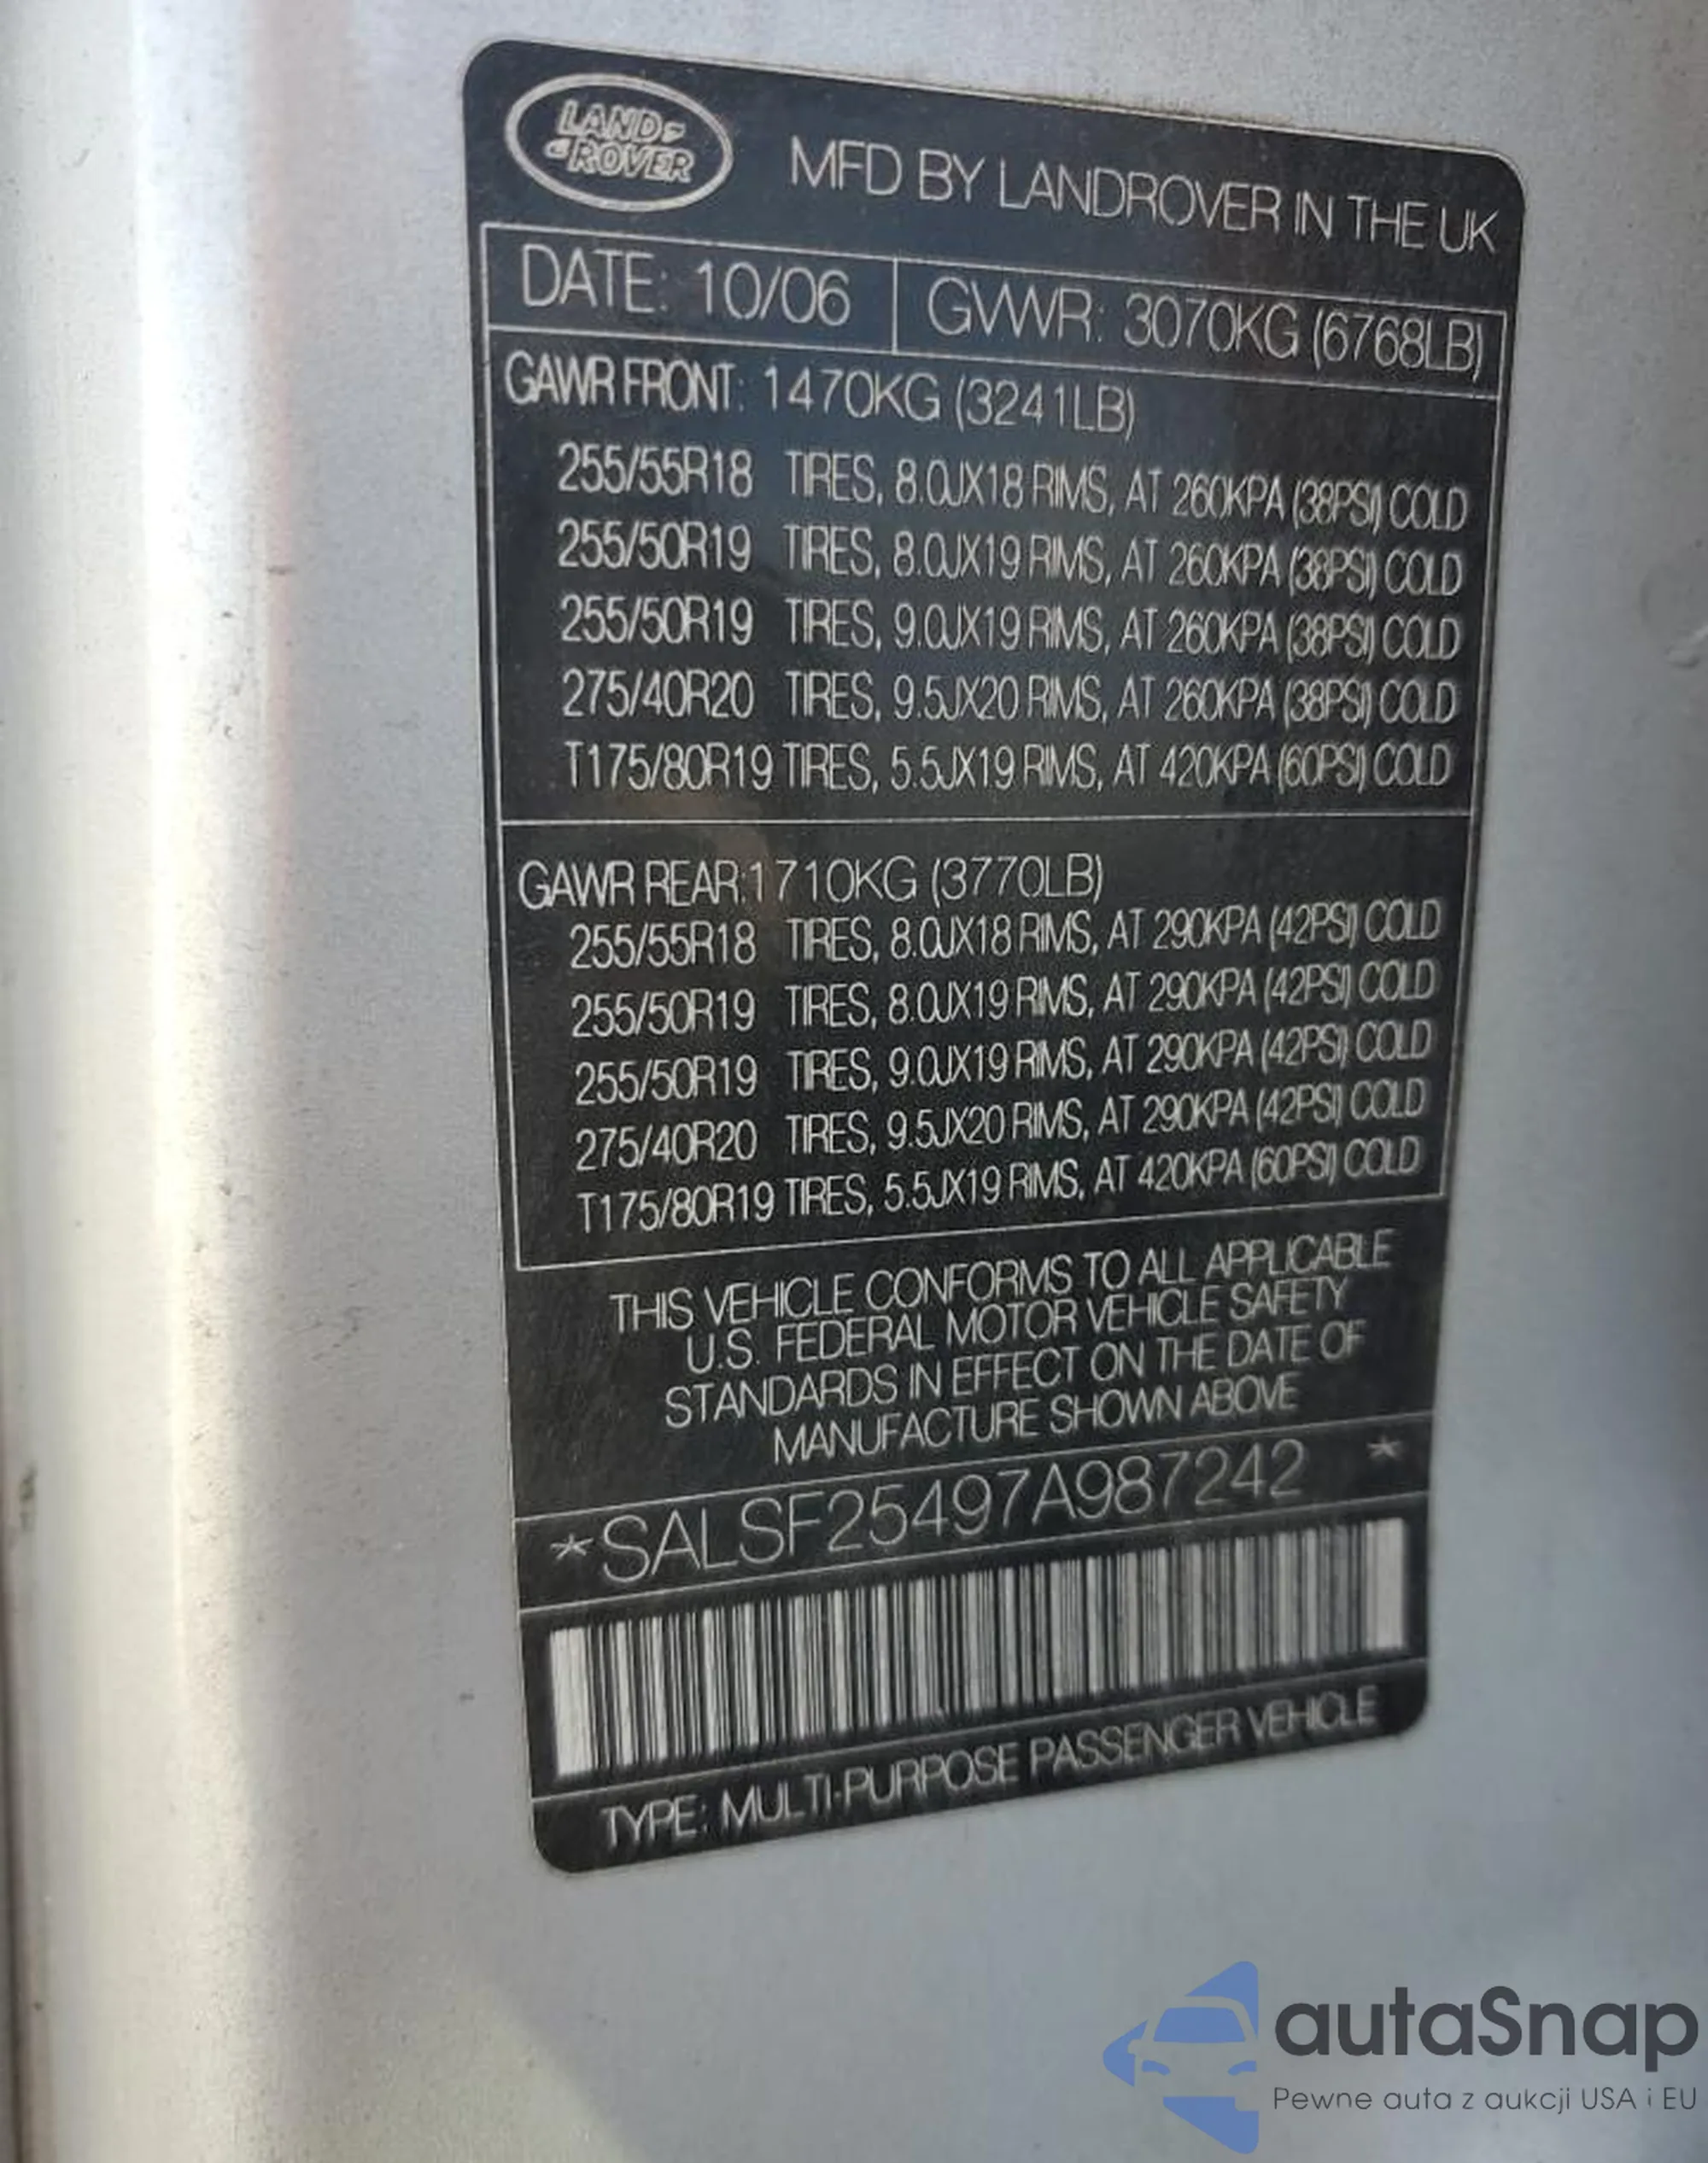 LAND
ROVER
MFD BY LANDROVER IN THE UK
DATE: 10/06 GVWR: 3070KG (6768LB)
GAWR FRONT: 1470KG (3241LB)
255/55R18 TIRES, 8.0JX18 RIMS, AT 260KPA (38PSI) COLD
255/50R19 TIRES, 8.0JX19 RIMS, AT 260KPA (38PSI) COLD
255/50R19 TIRES, 9.0JX19 RIMS, AT 260KPA (38PSI) COLD
275/40R20 TIRES, 9.5JX20 RIMS, AT 260KPA (38PSI) COLD
T175/80R19 TIRES, 5.5JX19 RIMS, AT 420KPA (60PSI) COLD
GAWR REAR:1710KG (3770LB)
255/55R18 TIRES, 8.0JX18 RIMS, AT 290KPA (42PSI) COLD
255/50R19 TIRES, 8.0JX19 RIMS, AT 290KPA (42PSI) COLD
255/50R19 TIRES, 9.0JX19 RIMS, AT 290KPA (42PSI) COLD
275/40R20 TIRES, 9.5JX20 RIMS, AT 290KPA (42PSI) COLD
T175/80R19 TIRES, 5.5JX19 RIMS, AT 420KPA (60PSI) COLD
THIS VEHICLE CONFORMS TO ALL APPLICABLE
U.S. FEDERAL MOTOR VEHICLE SAFETY
STANDARDS IN EFFECT ON THE DATE OF
MANUFACTURE SHOWN ABOVE
*SALSF25497A987242 *
TYPE: MULTI-PURPOSE PASSENGER VEHICLE
autaSnap
Pewne auta z aukcji USA i EU